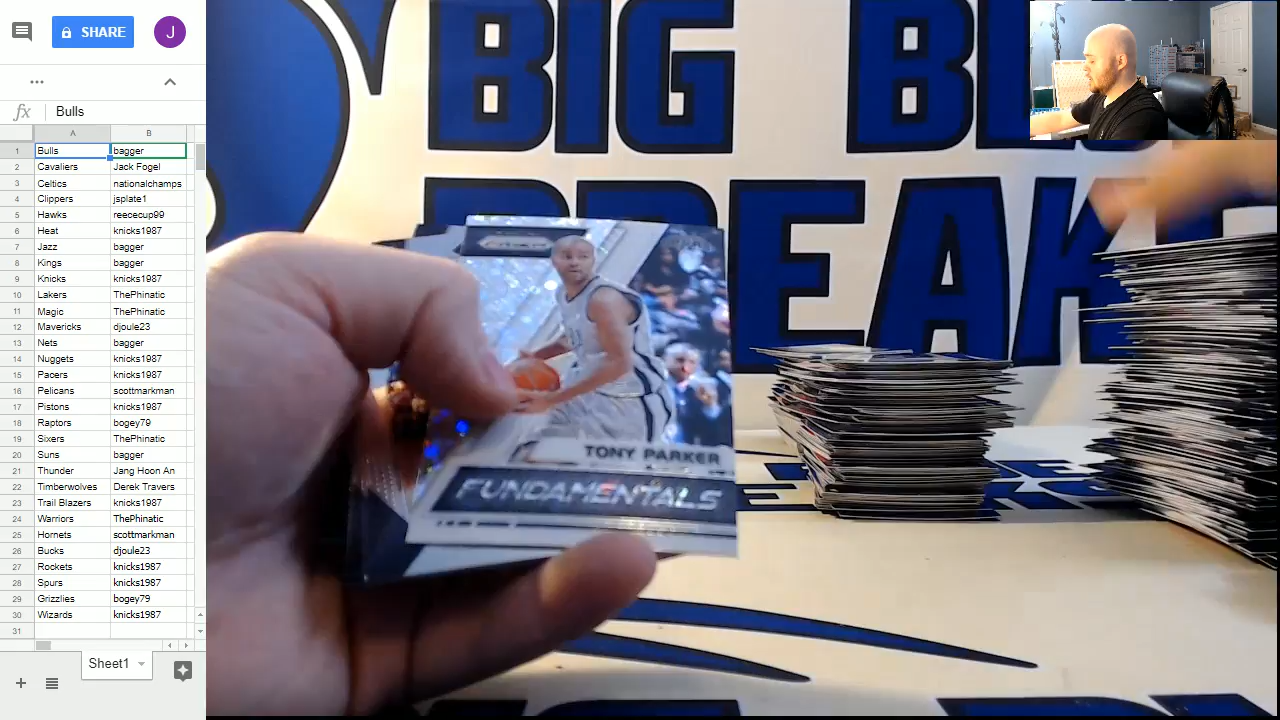 SHARE
J
fx
Bulls
A B
1 Bulls bagger
2 Cavaliers Jack Fogel
3 Celtics nationalchamps
4 Clippers jsplate1
5 Hawks reececup99
6 Heat knicks1987
7 Jazz bagger
8 Kings bagger
9 Knicks knicks1987
10 Lakers ThePhinatic
11 Magic ThePhinatic
12 Mavericks djoule23
13 Nets bagger
14 Nuggets knicks1987
15 Pacers knicks1987
16 Pelicans scottmarkman
17 Pistons knicks1987
18 Raptors bogey79
19 Sixers ThePhinatic
20 Suns bagger
21 Thunder Jang Hoon An
22 Timberwolves Derek Travers
23 Trail Blazers knicks1987
24 Warriors ThePhinatic
25 Hornets scottmarkman
26 Bucks djoule23
27 Rockets knicks1987
28 Spurs knicks1987
29 Grizzlies bogey79
30 Wizards knicks1987
31
Sheet1
BIG BL
BREAK
PRIZM
TONY PARKER
FUNDAMENTALS